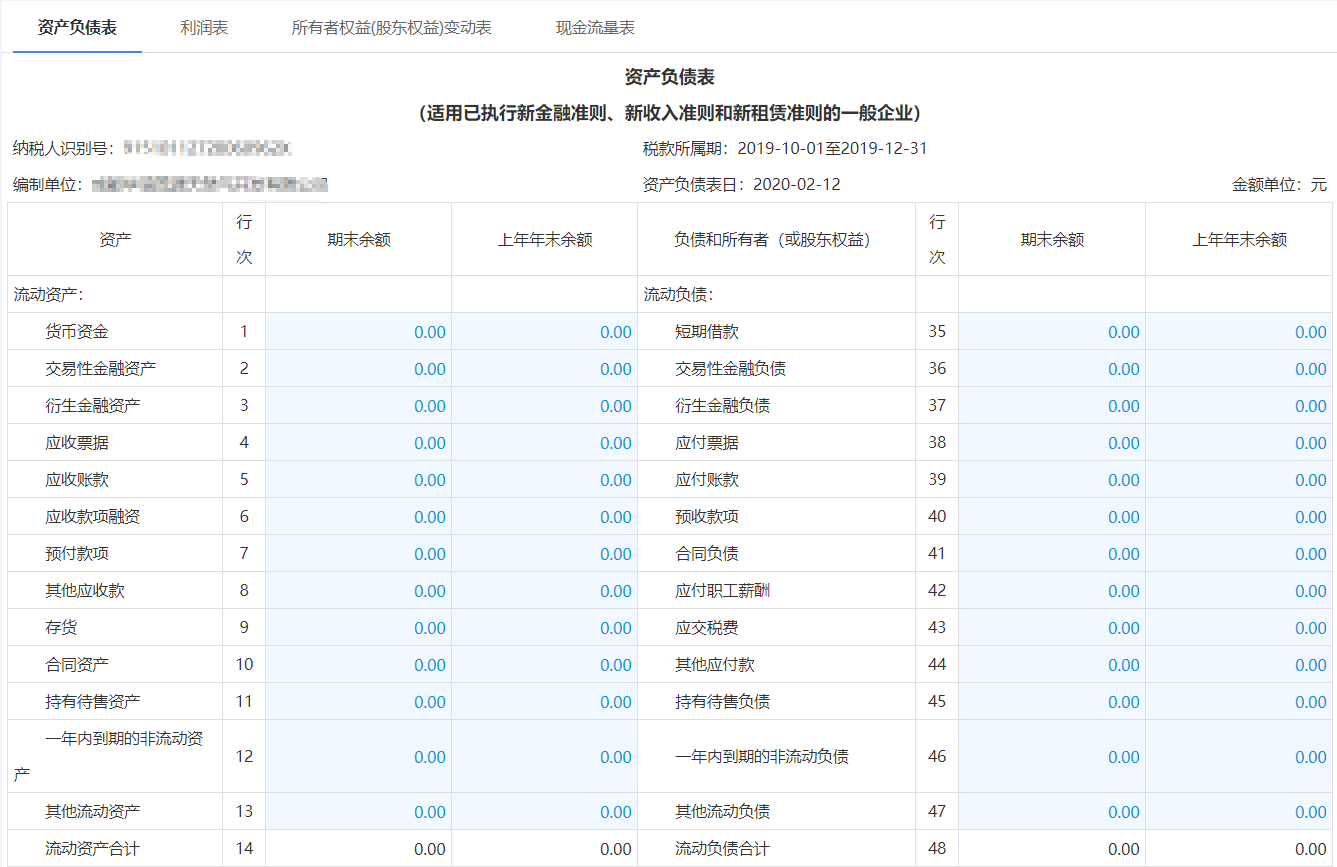 资产负债表 利润表 所有者权益(股东权益)变动表 现金流量表
资产负债表
（适用已执行新金融准则、新收入准则和新租赁准则的一般企业）
纳税人识别号： 税款所属期：2019-10-01至2019-12-31
编制单位： 资产负债表日：2020-02-12 金额单位：元
资产 行次 期末余额 上年年末余额 负债和所有者（或股东权益） 行次 期末余额 上年年末余额
流动资产： 流动负债：
货币资金 1 0.00 0.00 短期借款 35 0.00 0.00
交易性金融资产 2 0.00 0.00 交易性金融负债 36 0.00 0.00
衍生金融资产 3 0.00 0.00 衍生金融负债 37 0.00 0.00
应收票据 4 0.00 0.00 应付票据 38 0.00 0.00
应收账款 5 0.00 0.00 应付账款 39 0.00 0.00
应收款项融资 6 0.00 0.00 预收款项 40 0.00 0.00
预付款项 7 0.00 0.00 合同负债 41 0.00 0.00
其他应收款 8 0.00 0.00 应付职工薪酬 42 0.00 0.00
存货 9 0.00 0.00 应交税费 43 0.00 0.00
合同资产 10 0.00 0.00 其他应付款 44 0.00 0.00
持有待售资产 11 0.00 0.00 持有待售负债 45 0.00 0.00
一年内到期的非流动资产 12 0.00 0.00 一年内到期的非流动负债 46 0.00 0.00
其他流动资产 13 0.00 0.00 其他流动负债 47 0.00 0.00
流动资产合计 14 0.00 0.00 流动负债合计 48 0.00 0.00